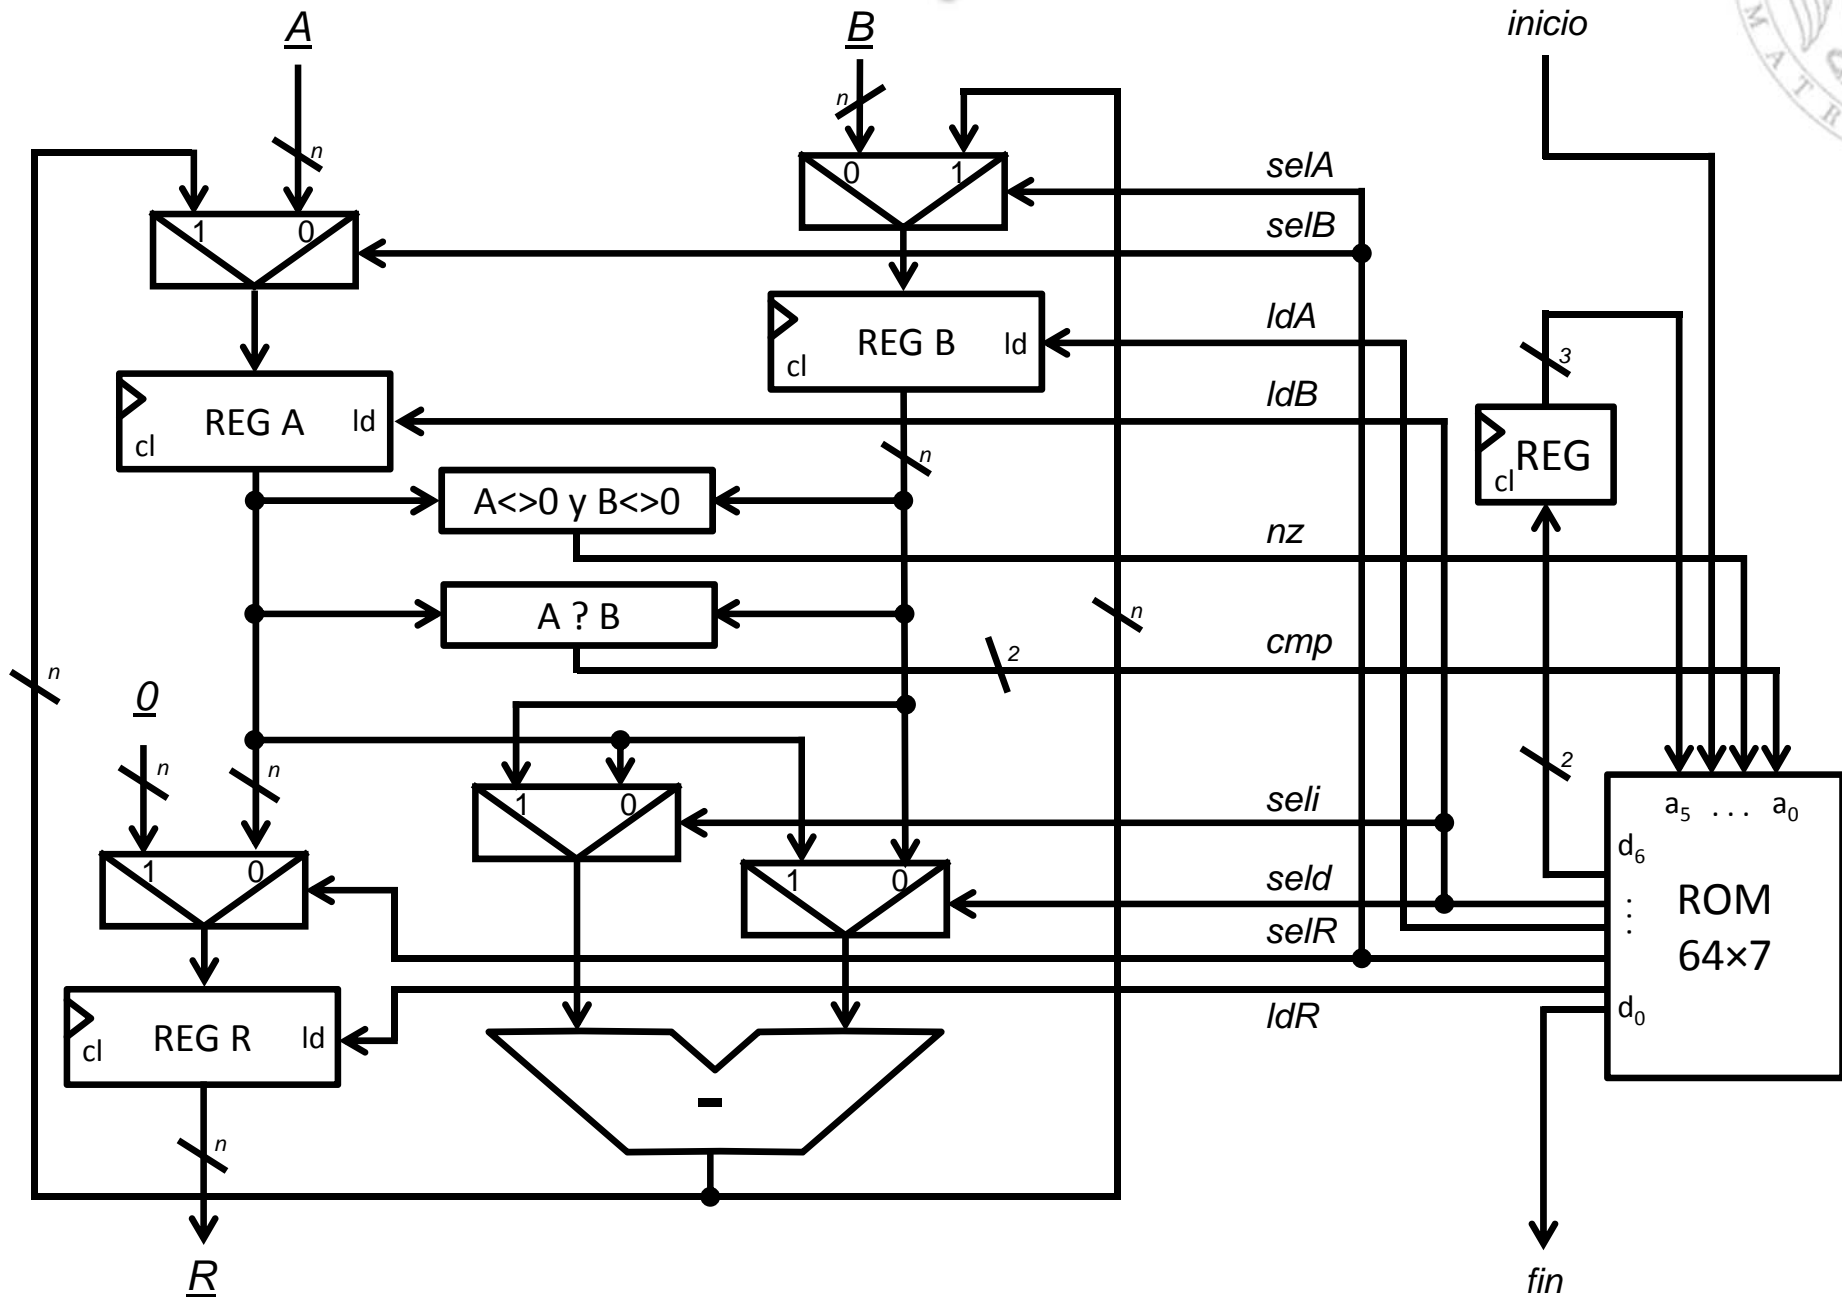 A
B
inicio
n
n
0 1
selA
1 0
selB
REG B ld
cl
ldA
3
REG A ld
cl
ldB
REG
cl
n
A<>0 y B<>0
nz
A ? B
n
2
cmp
n
0
n
n
2
1 0
seli
a5 ... a0
1 0
1 0
seld
d6
⋮
ROM
64×7
selR
REG R ld
cl
ldR
d0
-
n
R
fin
M A T R